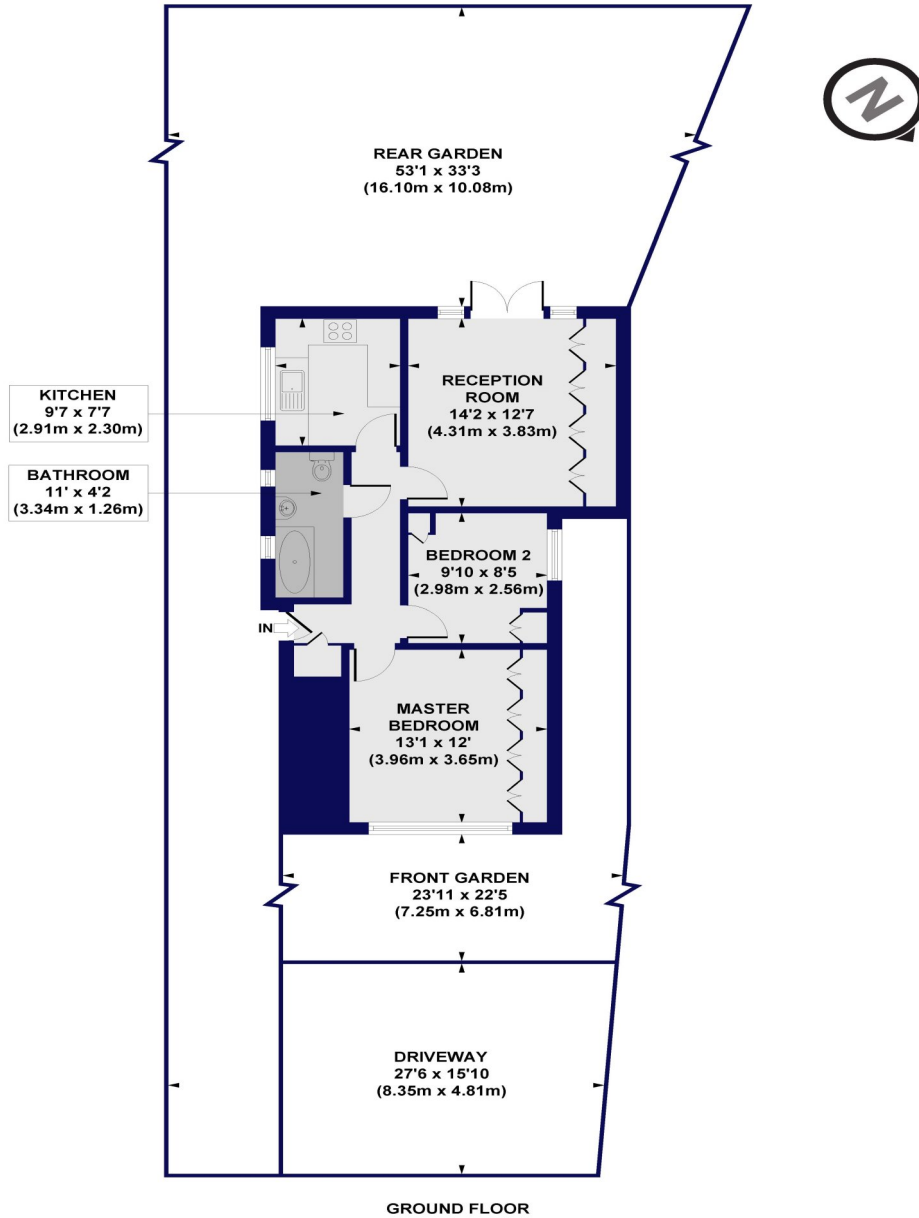 REAR GARDEN
53'1 x 33'3
(16.10m x 10.08m)
N
KITCHEN
9'7 x 7'7
(2.91m x 2.30m)
RECEPTION
ROOM
14'2 x 12'7
(4.31m x 3.83m)
BATHROOM
11' x 4'2
(3.34m x 1.26m)
BEDROOM 2
9'10 x 8'5
(2.98m x 2.56m)
IN
MASTER
BEDROOM
13'1 x 12'
(3.96m x 3.65m)
FRONT GARDEN
23'11 x 22'5
(7.25m x 6.81m)
DRIVEWAY
27'6 x 15'10
(8.35m x 4.81m)
GROUND FLOOR